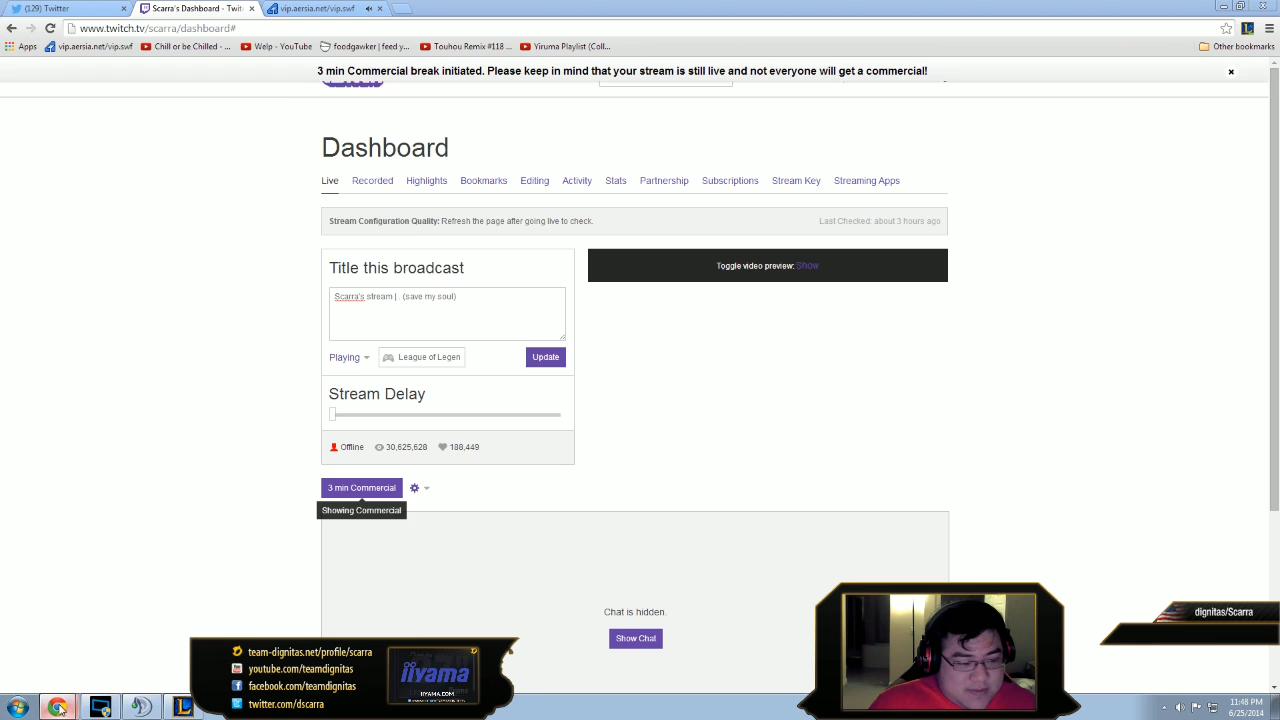 (129) Twitter
Scarra's Dashboard - Twit
vip.aersia.net/vip.swf
www.twitch.tv/scarra/dashboard#
Apps
vip.aersia.net/vip.swf
Chill or be Chilled - ...
Welp - YouTube
foodgawker | feed y...
Touhou Remix #118 ...
Yiruma Playlist (Coll...
Other bookmarks
3 min Commercial break initiated. Please keep in mind that your stream is still live and not everyone will get a commercial!
Dashboard
Live
Recorded
Highlights
Bookmarks
Editing
Activity
Stats
Partnership
Subscriptions
Stream Key
Streaming Apps
Stream Configuration Quality: Refresh the page after going live to check.
Last Checked: about 3 hours ago
Title this broadcast
Toggle video preview: Show
Scarra's stream | . (save my soul)
Playing
League of Legen
Update
Stream Delay
Offline
30,625,628
188,449
3 min Commercial
Showing Commercial
Chat is hidden.
Show Chat
dignitas/Scarra
team-dignitas.net/profile/scarra
youtube.com/teamdignitas
facebook.com/teamdignitas
twitter.com/dscarra
iiyama
IIYAMA.COM
11:48 PM
6/25/2014